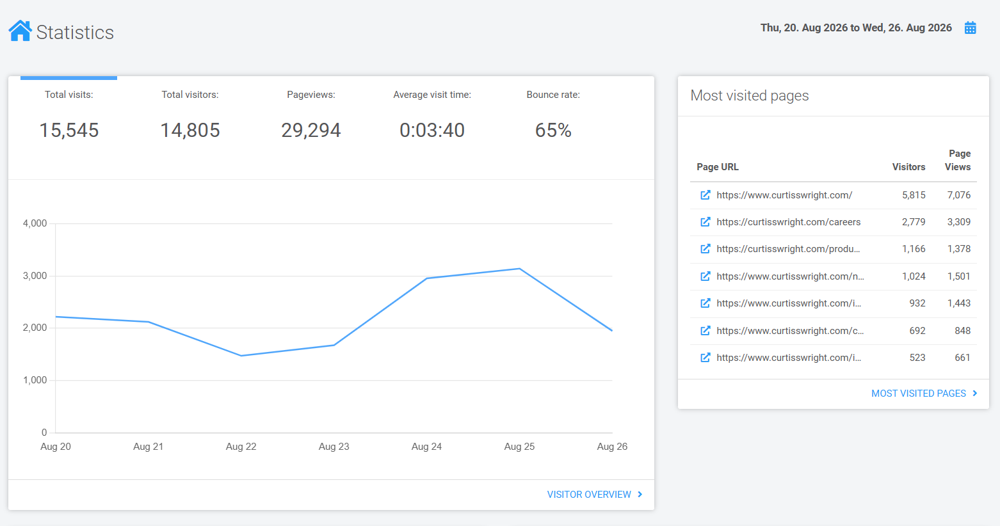 Statistics
Thu, 20. Aug 2026 to Wed, 26. Aug 2026
Total visits:
15,545
Total visitors:
14,805
Pageviews:
29,294
Average visit time:
0:03:40
Bounce rate:
65%
4,000
3,000
2,000
1,000
0
Aug 20 Aug 21 Aug 22 Aug 23 Aug 24 Aug 25 Aug 26
VISITOR OVERVIEW
Most visited pages
Page URL Visitors Page Views
https://www.curtisswright.com/ 5,815 7,076
https://curtisswright.com/careers 2,779 3,309
https://curtisswright.com/produ... 1,166 1,378
https://www.curtisswright.com/n... 1,024 1,501
https://www.curtisswright.com/i... 932 1,443
https://www.curtisswright.com/c... 692 848
https://www.curtisswright.com/i... 523 661
MOST VISITED PAGES